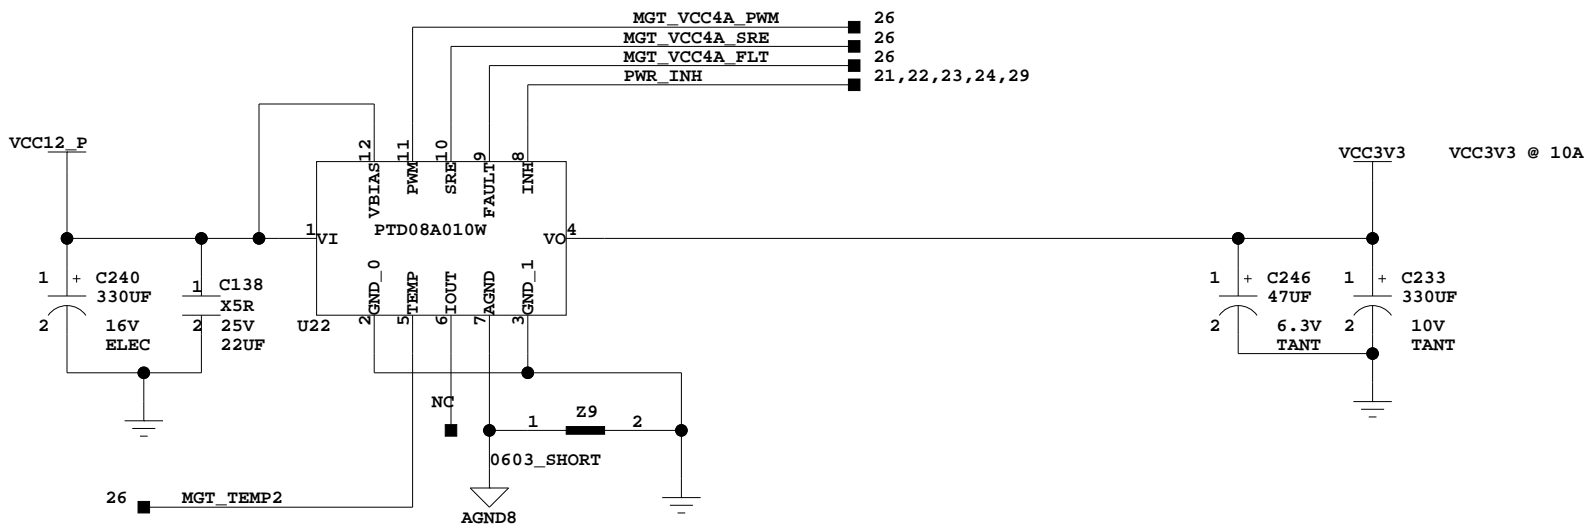 MGT_VCC4A_PWM 26
MGT_VCC4A_SRE 26
MGT_VCC4A_FLT 26
PWR_INH 21,22,23,24,29
VCC12_P
VCC3V3 VCC3V3 @ 10A
12 11 10 9 8
VBIAS PWM SRE FAULT INH
1 VI PTD08A010W VO 4
GND_0 TEMP IOUT AGND GND_1
2 5 6 7 3
U22
1 + C240
330UF
2 16V
ELEC
1 C138
X5R
2 25V
22UF
1 + C246
47UF
2 6.3V
TANT
1 + C233
330UF
2 10V
TANT
NC
1 Z9 2
0603_SHORT
26 MGT_TEMP2
AGND8